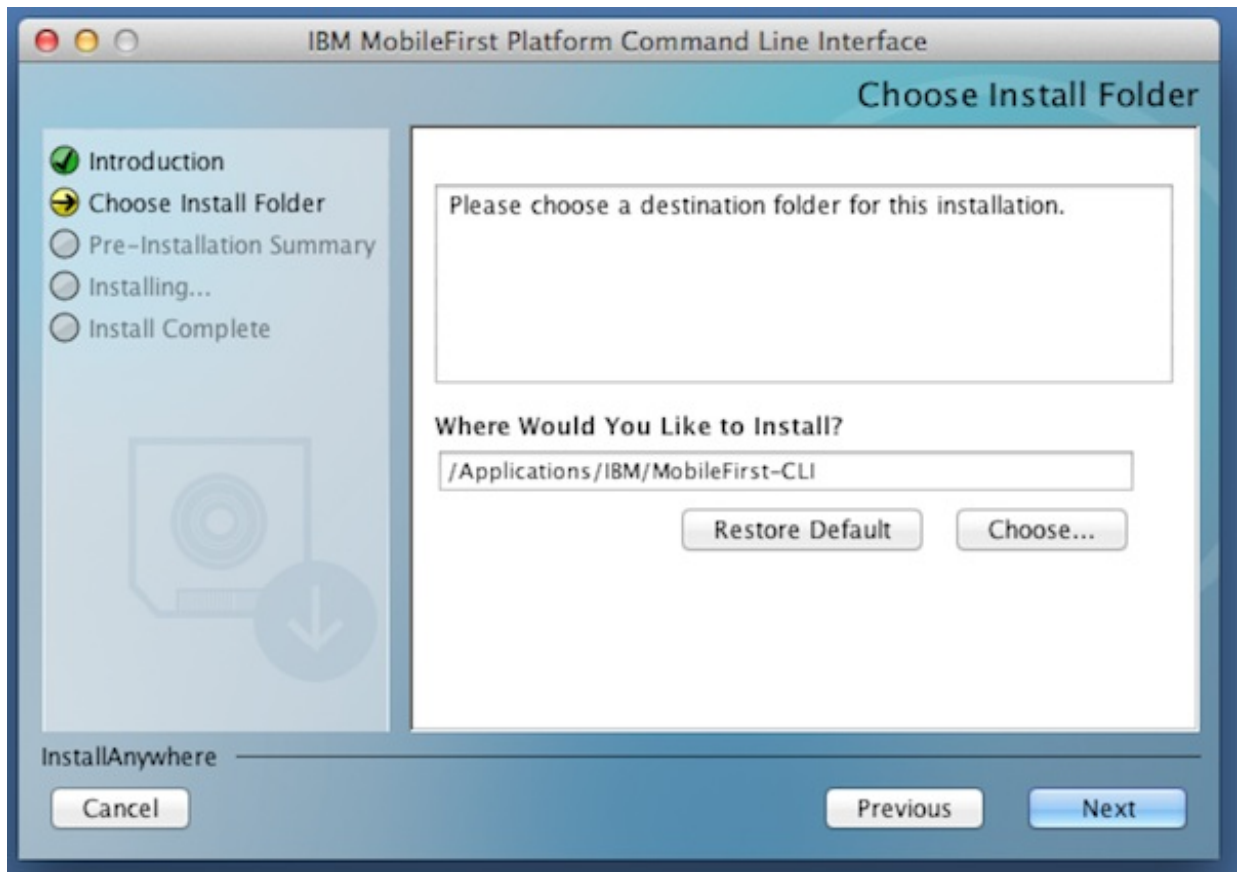 IBM MobileFirst Platform Command Line Interface
Choose Install Folder
Introduction
Choose Install Folder
Pre-Installation Summary
Installing...
Install Complete
Please choose a destination folder for this installation.
Where Would You Like to Install?
/Applications/IBM/MobileFirst-CLI
Restore Default
Choose...
InstallAnywhere
Cancel
Previous
Next